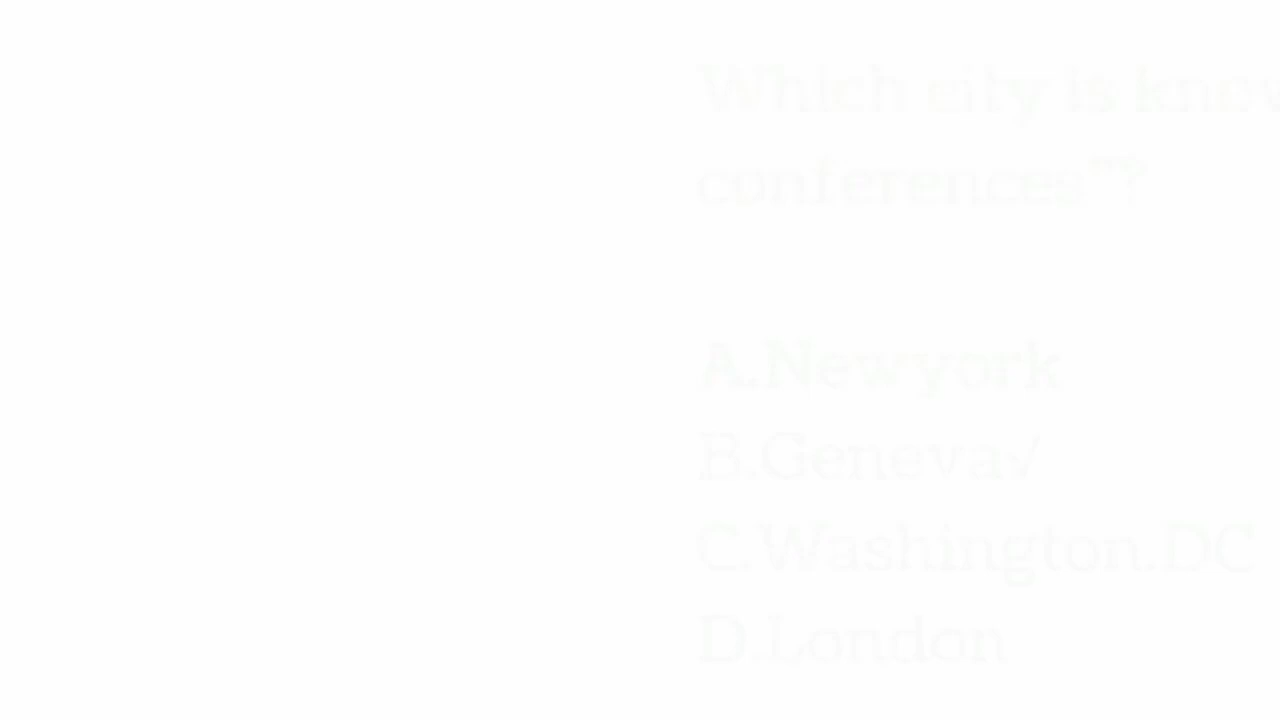 Which city is know
conferences"?
A.Newyork
B.Geneva✓
C.Washington.DC
D.London